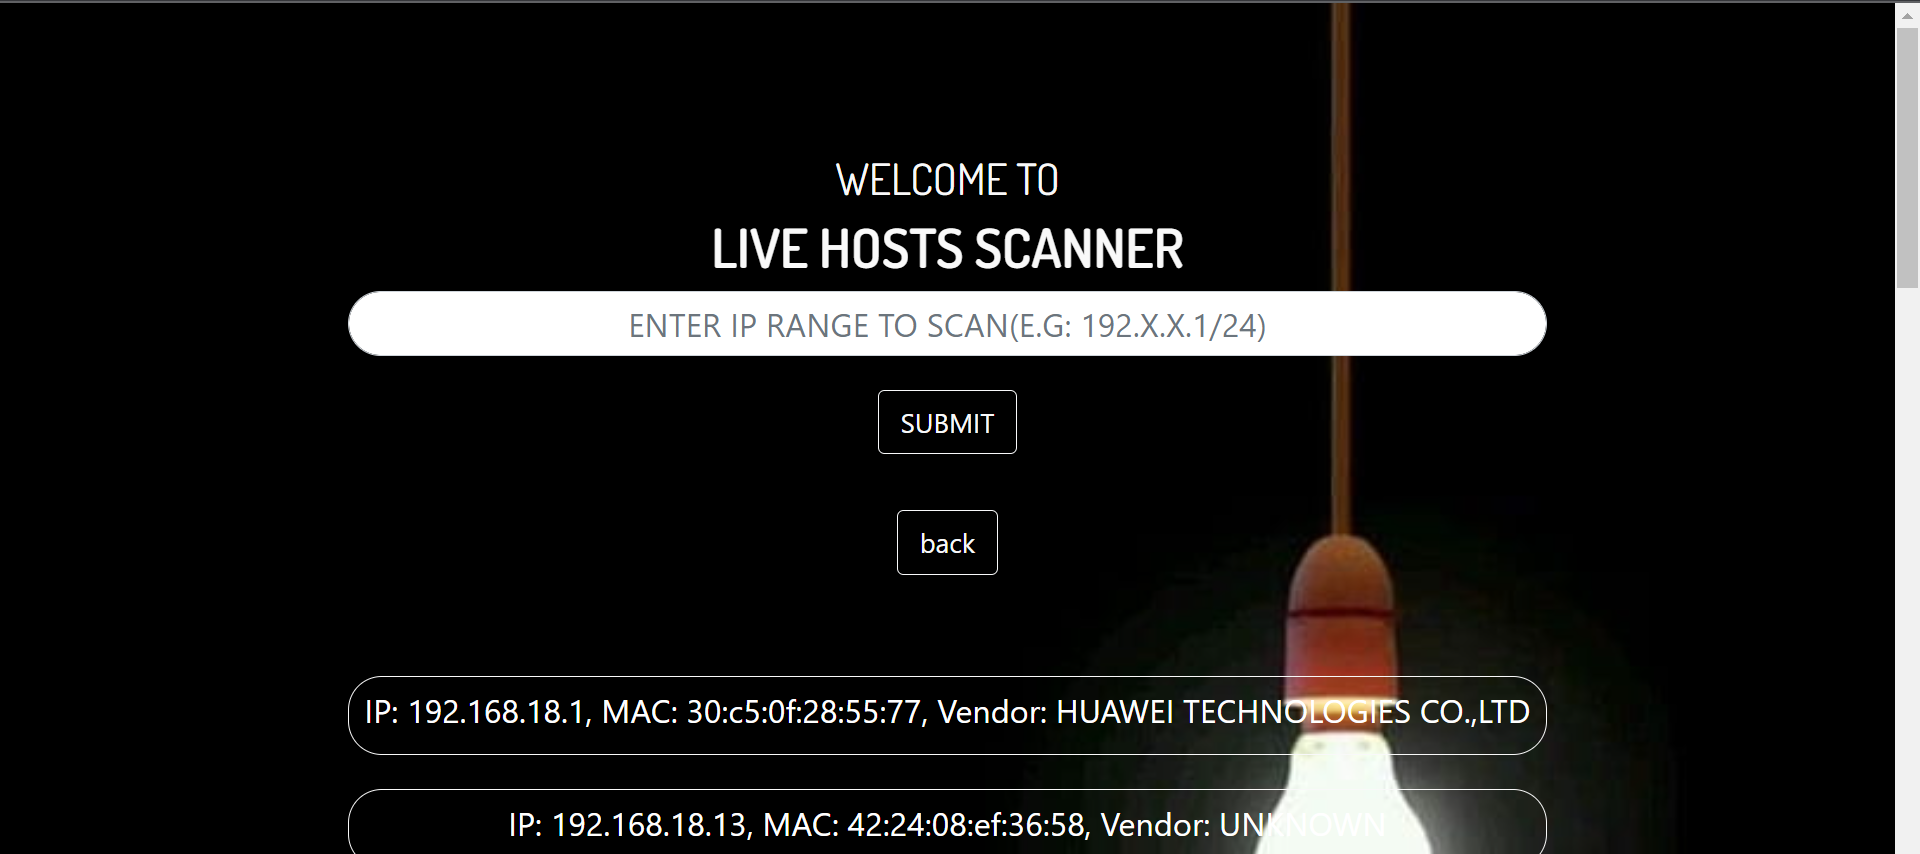 WELCOME TO
LIVE HOSTS SCANNER
ENTER IP RANGE TO SCAN(E.G: 192.X.X.1/24)
SUBMIT
back
IP: 192.168.18.1, MAC: 30:c5:0f:28:55:77, Vendor: HUAWEI TECHNOLOGIES CO.,LTD
IP: 192.168.18.13, MAC: 42:24:08:ef:36:58, Vendor: UNKNOWN